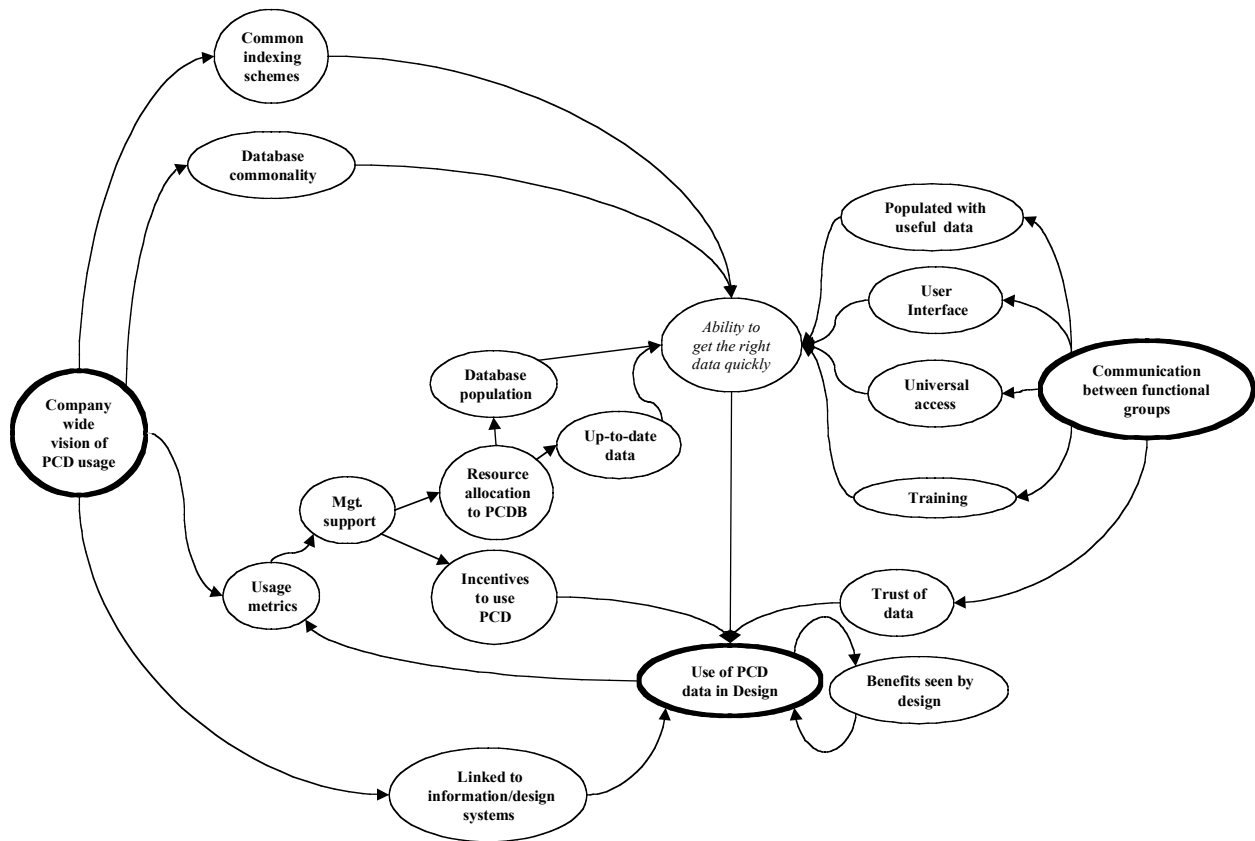 Common
indexing
schemes
Database
commonality
Populated with
useful data
User
Interface
Ability to
get the right
data quickly
Communication
between functional
groups
Universal
access
Database
population
Company
wide
vision of
PCD usage
Up-to-date
data
Resource
allocation
to PCDB
Mgt.
support
Training
Usage
metrics
Incentives
to use
PCD
Trust of
data
Use of PCD
data in Design
Benefits seen by
design
Linked to
information/design
systems